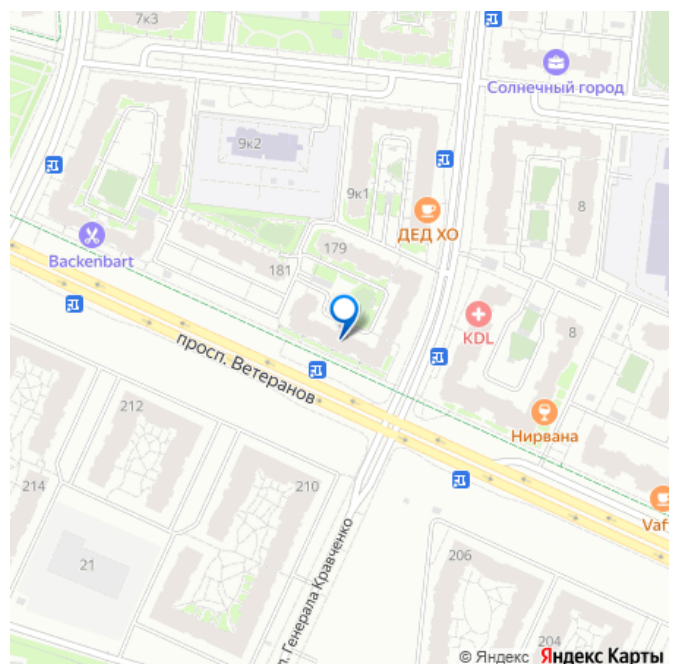 7к3
Солнечный город
9к2
9к1
8
ДЕД ХО
Backenbart
179
181
KDL
8
просп. Ветеранов
Нирвана
212
210
214
Vaf
21
л. Генерала Кравченко
206
204
© Яндекс Яндекс Карты